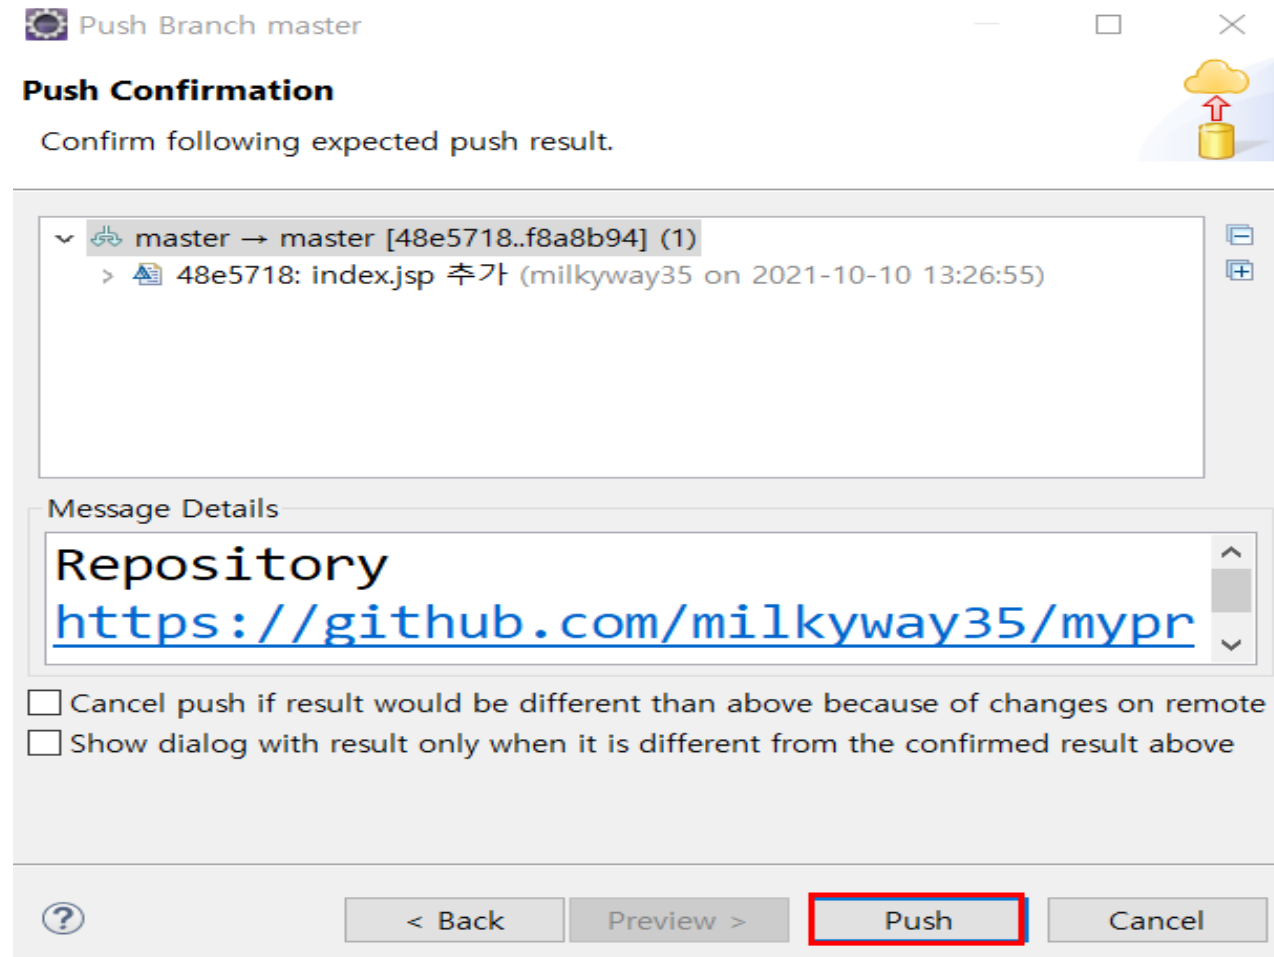 Push Branch master
Push Confirmation
Confirm following expected push result.
master → master [48e5718..f8a8b94] (1)
48e5718: index.jsp 추가 (milkyway35 on 2021-10-10 13:26:55)
Message Details
Repository
https://github.com/milkyway35/mypr
Cancel push if result would be different than above because of changes on remote
Show dialog with result only when it is different from the confirmed result above
< Back
Preview >
Push
Cancel